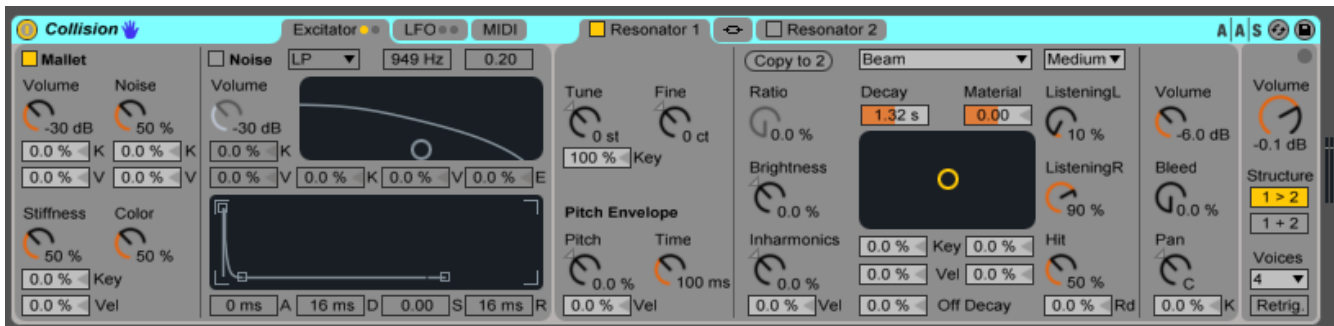 Collision Excitator LFO MIDI Resonator 1 Resonator 2 A|A|S
Mallet Noise LP 949 Hz 0.20 Copy to 2 Beam Medium
Volume Noise Volume Tune Fine Ratio Decay Material ListeningL Volume Volume
1.32 s 0.00
-30 dB 50 % -30 dB 0 st 0 ct 0.0 % 10 % -6.0 dB -0.1 dB
0.0 % K 0.0 % K 0.0 % K 100 % Key
Brightness ListeningR Bleed Structure
0.0 % V 0.0 % V 0.0 % V 0.0 % K 0.0 % V 0.0 % E
1 > 2
Stiffness Color Pitch Envelope 0.0 % 90 % 0.0 % 1 + 2
Pitch Time Inharmonics 0.0 % Key 0.0 % Hit Pan Voices
50 % 50 % 0.0 % 100 ms 0.0 % 0.0 % Vel 0.0 % 50 % C 4
0.0 % Key
0.0 % Vel 0 ms A 16 ms D 0.00 S 16 ms R 0.0 % Vel 0.0 % Vel 0.0 % Off Decay 0.0 % Rd 0.0 % K Retrig.